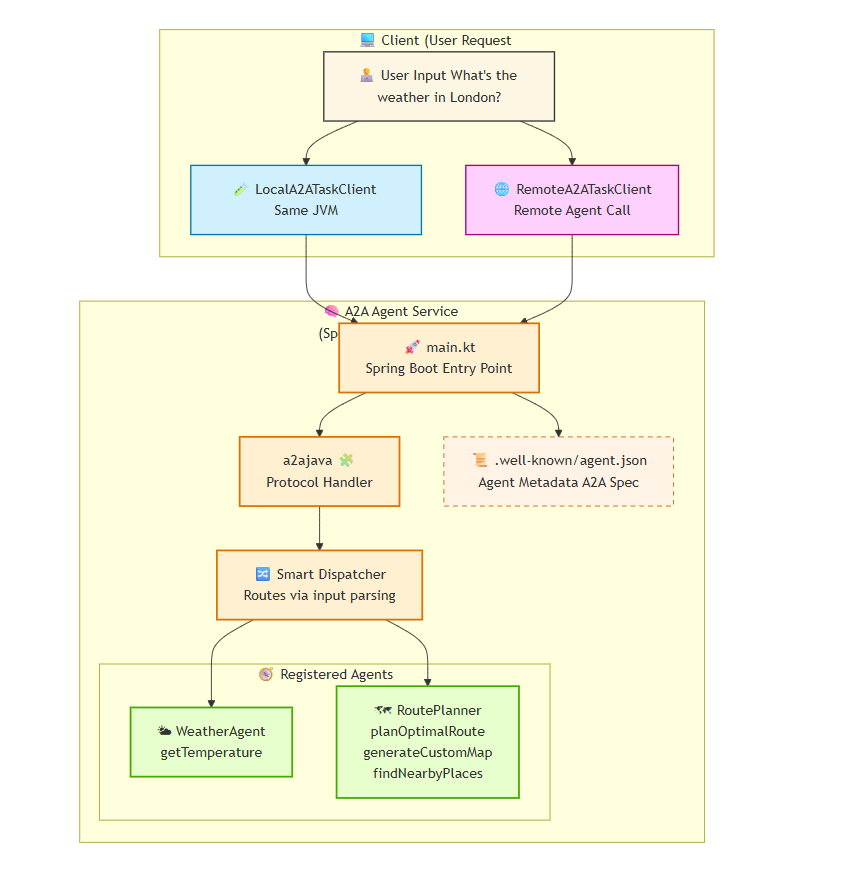 💻 Client (User Request
🙋 User Input What's the
weather in London?
🧪 LocalA2ATaskClient
Same JVM
🌐 RemoteA2ATaskClient
Remote Agent Call
🧠 A2A Agent Service
(Sp
🚀 main.kt
Spring Boot Entry Point
a2ajava 🧩
Protocol Handler
📜 .well-known/agent.json
Agent Metadata A2A Spec
🔀 Smart Dispatcher
Routes via input parsing
🧭 Registered Agents
🌥 WeatherAgent
getTemperature
🗺 RoutePlanner
planOptimalRoute
generateCustomMap
findNearbyPlaces